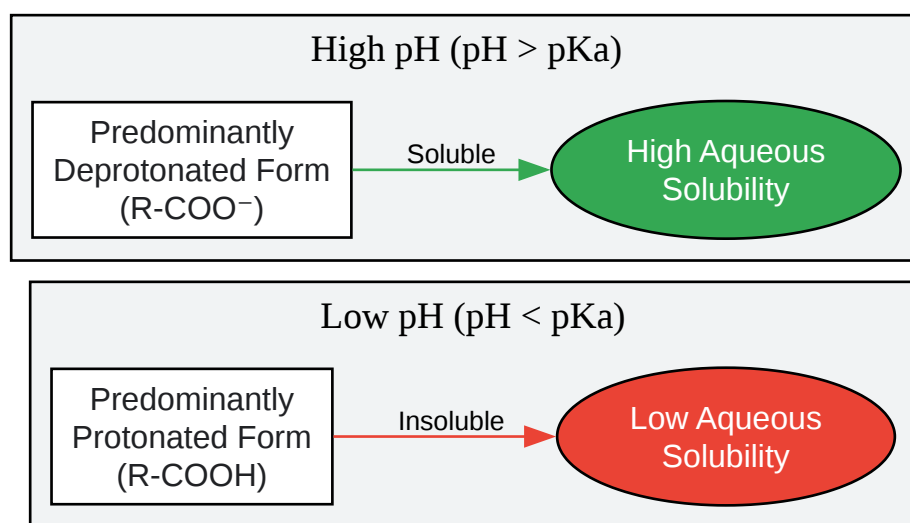 High pH (pH > pKa)
Predominantly
Deprotonated Form
(R-COO⁻)
Soluble
High Aqueous
Solubility
Low pH (pH < pKa)
Predominantly
Protonated Form
(R-COOH)
Insoluble
Low Aqueous
Solubility